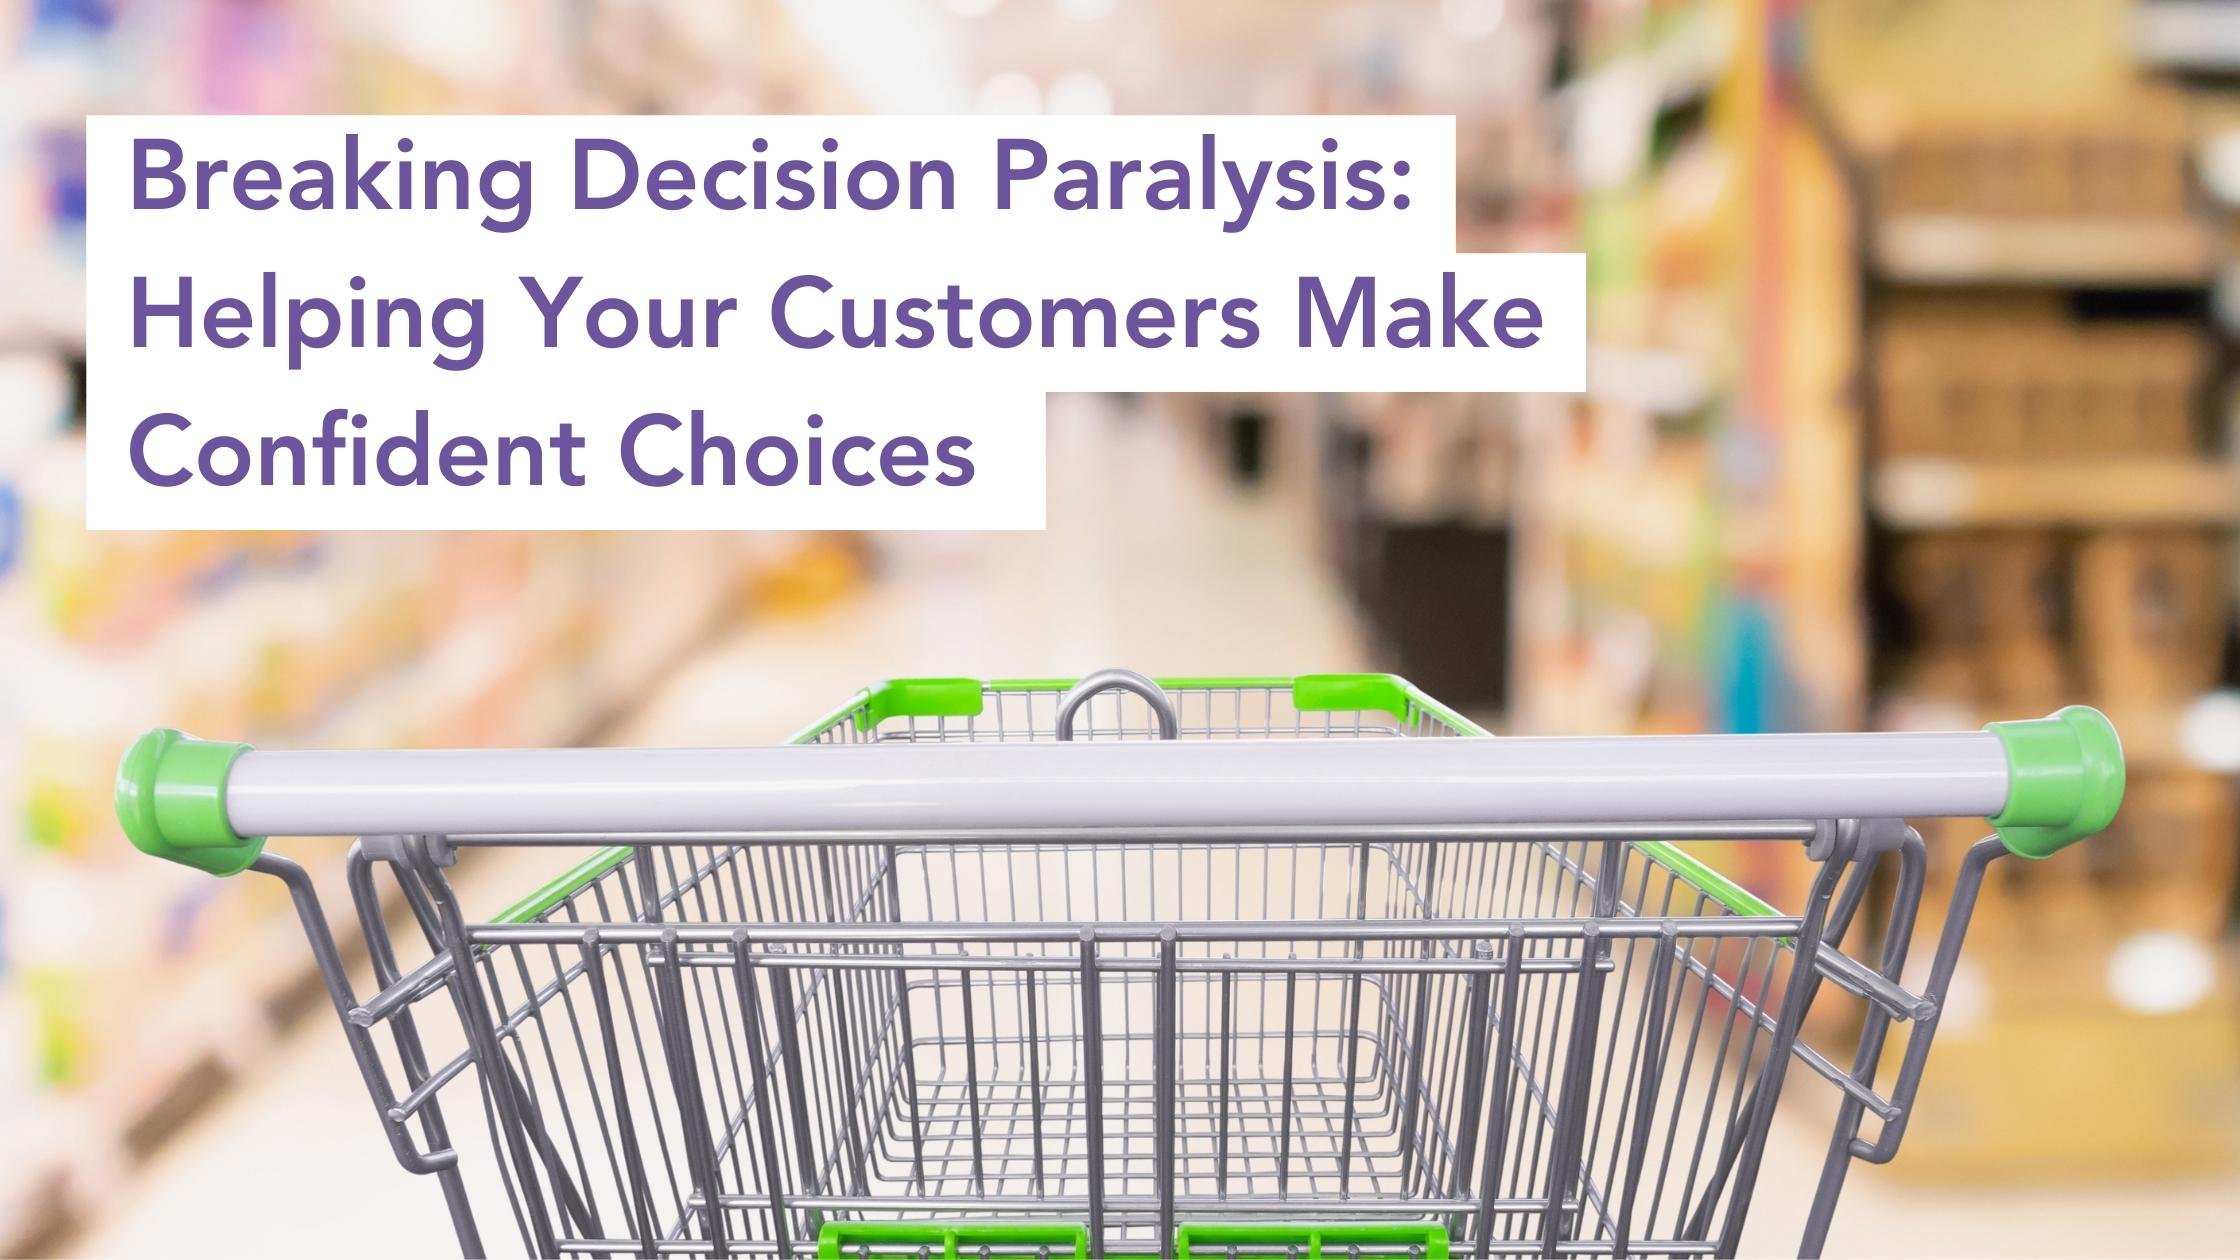 Breaking Decision Paralysis:
Helping Your Customers Make
Confident Choices